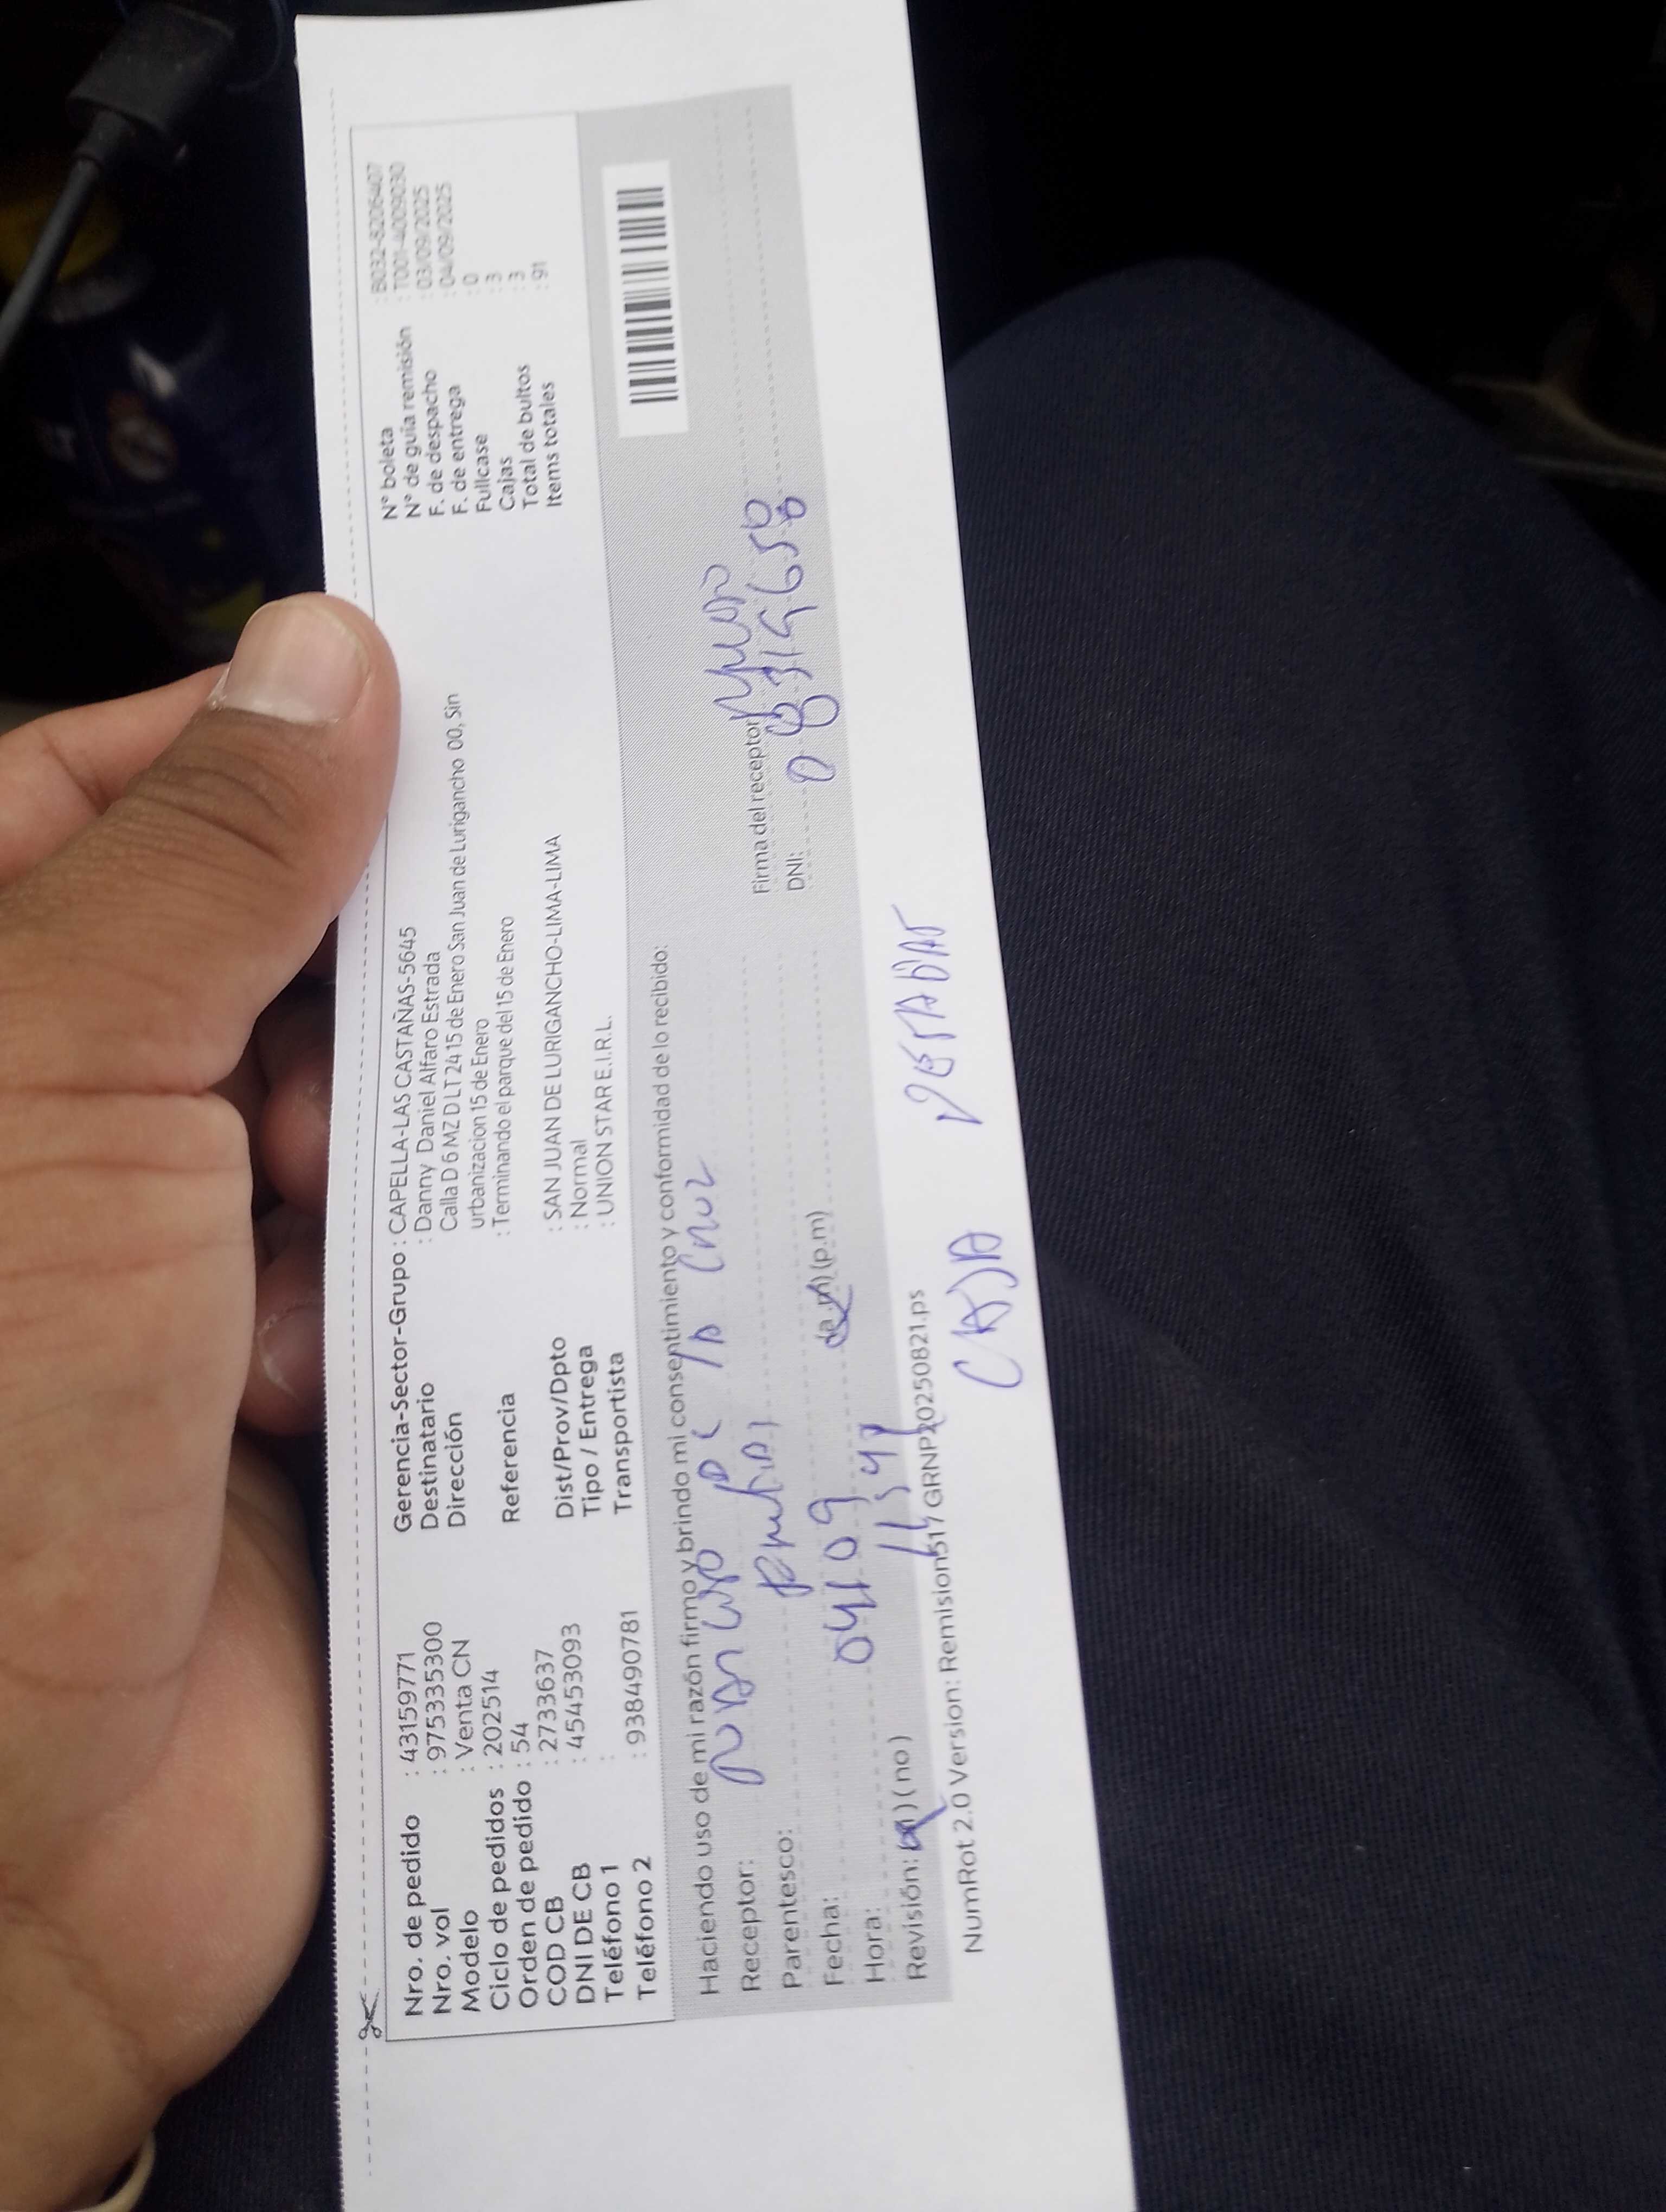 Nro. de pedido : 43159771
Nro. vol : 975335300
Modelo : Venta CN
Ciclo de pedidos : 202514
Orden de pedido : 54
COD CB : 2733637
DNI DE CB : 45453093
Teléfono 1 :
Teléfono 2 : 938490781
Gerencia-Sector-Grupo : CAPELLA-LAS CASTAÑAS-5645
Destinatario : Danny Daniel Alfaro Estrada
Dirección Calla D 6 MZ D LT 24 15 de Enero San Juan de Lurigancho 00, Sin
urbanizacion 15 de Enero
Referencia : Terminando el parque del 15 de Enero
Dist/Prov/Dpto : SAN JUAN DE LURIGANCHO-LIMA-LIMA
Tipo / Entrega : Normal
Transportista : UNION STAR E.I.R.L.
N° boleta : B032-8206407
N° de guía remisión : T001-4009030
F. de despacho : 03/09/2025
F. de entrega : 04/09/2025
Fullcase : 0
Cajas : 3
Total de bultos : 3
Items totales : 91
Haciendo uso de mi razón firmo y brindo mi consentimiento y conformidad de lo recibido:
Receptor:
Parentesco:
Firma del receptor
Fecha: 04 09
DNI:
Hora: (a.m) (p.m)
Revisión: (no)
NumRot 2.0 Version: Remision517 GRNP20250821.ps
CAJA